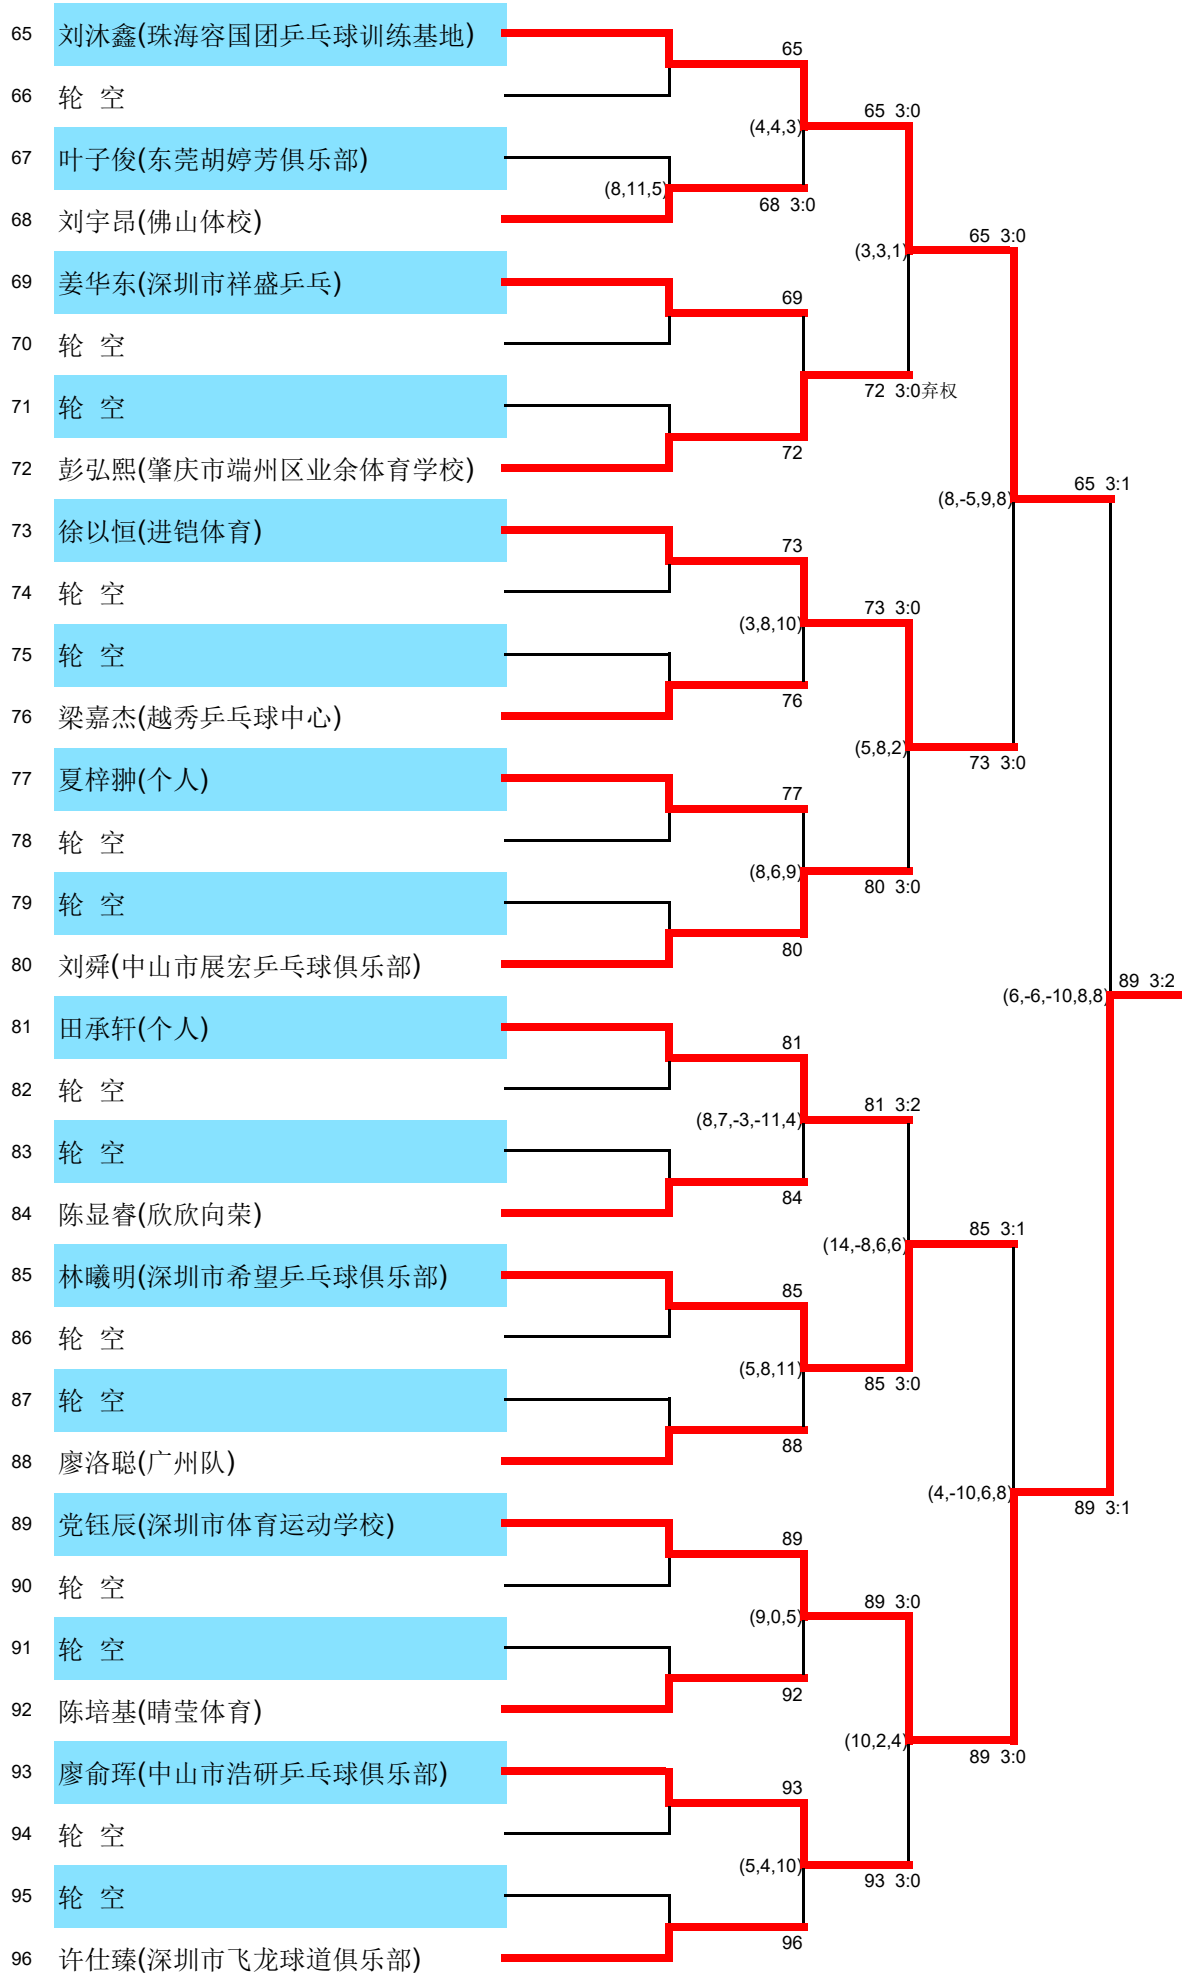 65 刘沐鑫(珠海容国团乒乓球训练基地)
65
66 轮 空
65 3:0
(4,4,3)
67 叶子俊(东莞胡婷芳俱乐部)
(8,11,5)
68 3:0
68 刘宇昂(佛山体校)
65 3:0
(3,3,1)
69 姜华东(深圳市祥盛乒乓)
69
70 轮 空
72 3:0弃权
71 轮 空
72
72 彭弘熙(肇庆市端州区业余体育学校)
65 3:1
(8,-5,9,8)
73 徐以恒(进铠体育)
73
74 轮 空
73 3:0
(3,8,10)
75 轮 空
76
76 梁嘉杰(越秀乒乓球中心)
(5,8,2)
73 3:0
77 夏梓翀(个人)
77
78 轮 空
(8,6,9)
80 3:0
79 轮 空
80
80 刘舜(中山市展宏乒乓球俱乐部)
89 3:2
(6,-6,-10,8,8)
81 田承轩(个人)
81
82 轮 空
81 3:2
(8,7,-3,-11,4)
83 轮 空
84
84 陈显睿(欣欣向荣)
85 3:1
(14,-8,6,6)
85 林曦明(深圳市希望乒乓球俱乐部)
85
86 轮 空
(5,8,11)
85 3:0
87 轮 空
88
88 廖洛聪(广州队)
(4,-10,6,8)
89 3:1
89 党钰辰(深圳市体育运动学校)
89
90 轮 空
89 3:0
(9,0,5)
91 轮 空
92
92 陈培基(晴莹体育)
(10,2,4)
89 3:0
93 廖俞珲(中山市浩研乒乓球俱乐部)
93
94 轮 空
(5,4,10)
93 3:0
95 轮 空
96
96 许仕臻(深圳市飞龙球道俱乐部)